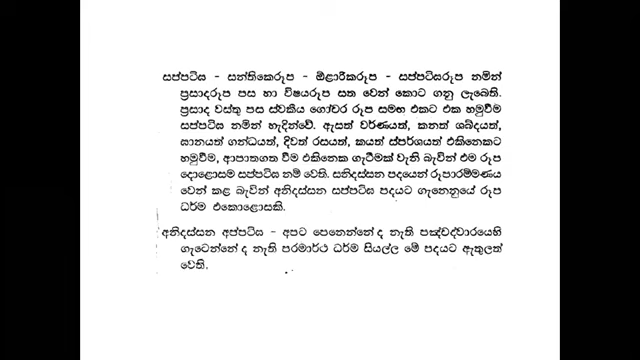 සප්පටිඝ - සන්තිකෙරූප - ඕළාරිකරූප - සප්පටිඝරූප නමින්
ප්‍රසාදරූප පස හා විෂයරූප සත වෙන් කොට ගනු ලැබෙති.
ප්‍රසාද වස්තු පස ස්වකීය ගෝචර රූප සමඟ එකට එක හමුවීම
සප්පටිඝ නමින් හැඳින්වේ. ඇසත් වර්ණයත්, කනත් ශබ්දයත්,
ඝානයත් ගන්ධයත්, දිවත් රසයත්, කයත් ස්පර්ශයත් එකිනෙකට
හමුවීම, ආපාතගත වීම එකිනෙක ගැටීමක් වැනි බැවින් එම රූප
දොළොසම සප්පටිඝ නම් වෙති. සනිදස්සන පදයෙන් රූපාරම්මණය
වෙන් කළ බැවින් අනිදස්සන සප්පටිඝ පදයට ගැනෙනුයේ රූප
ධර්ම එකොළොසකි.
අනිදස්සන අප්පටිඝ - අපට පෙනෙන්නේ ද නැති පඤ්චද්වාරයෙහි
ගැටෙන්නේ ද නැති පරමාර්ථ ධර්ම සියල්ල මේ පදයට ඇතුලත්
වෙති.